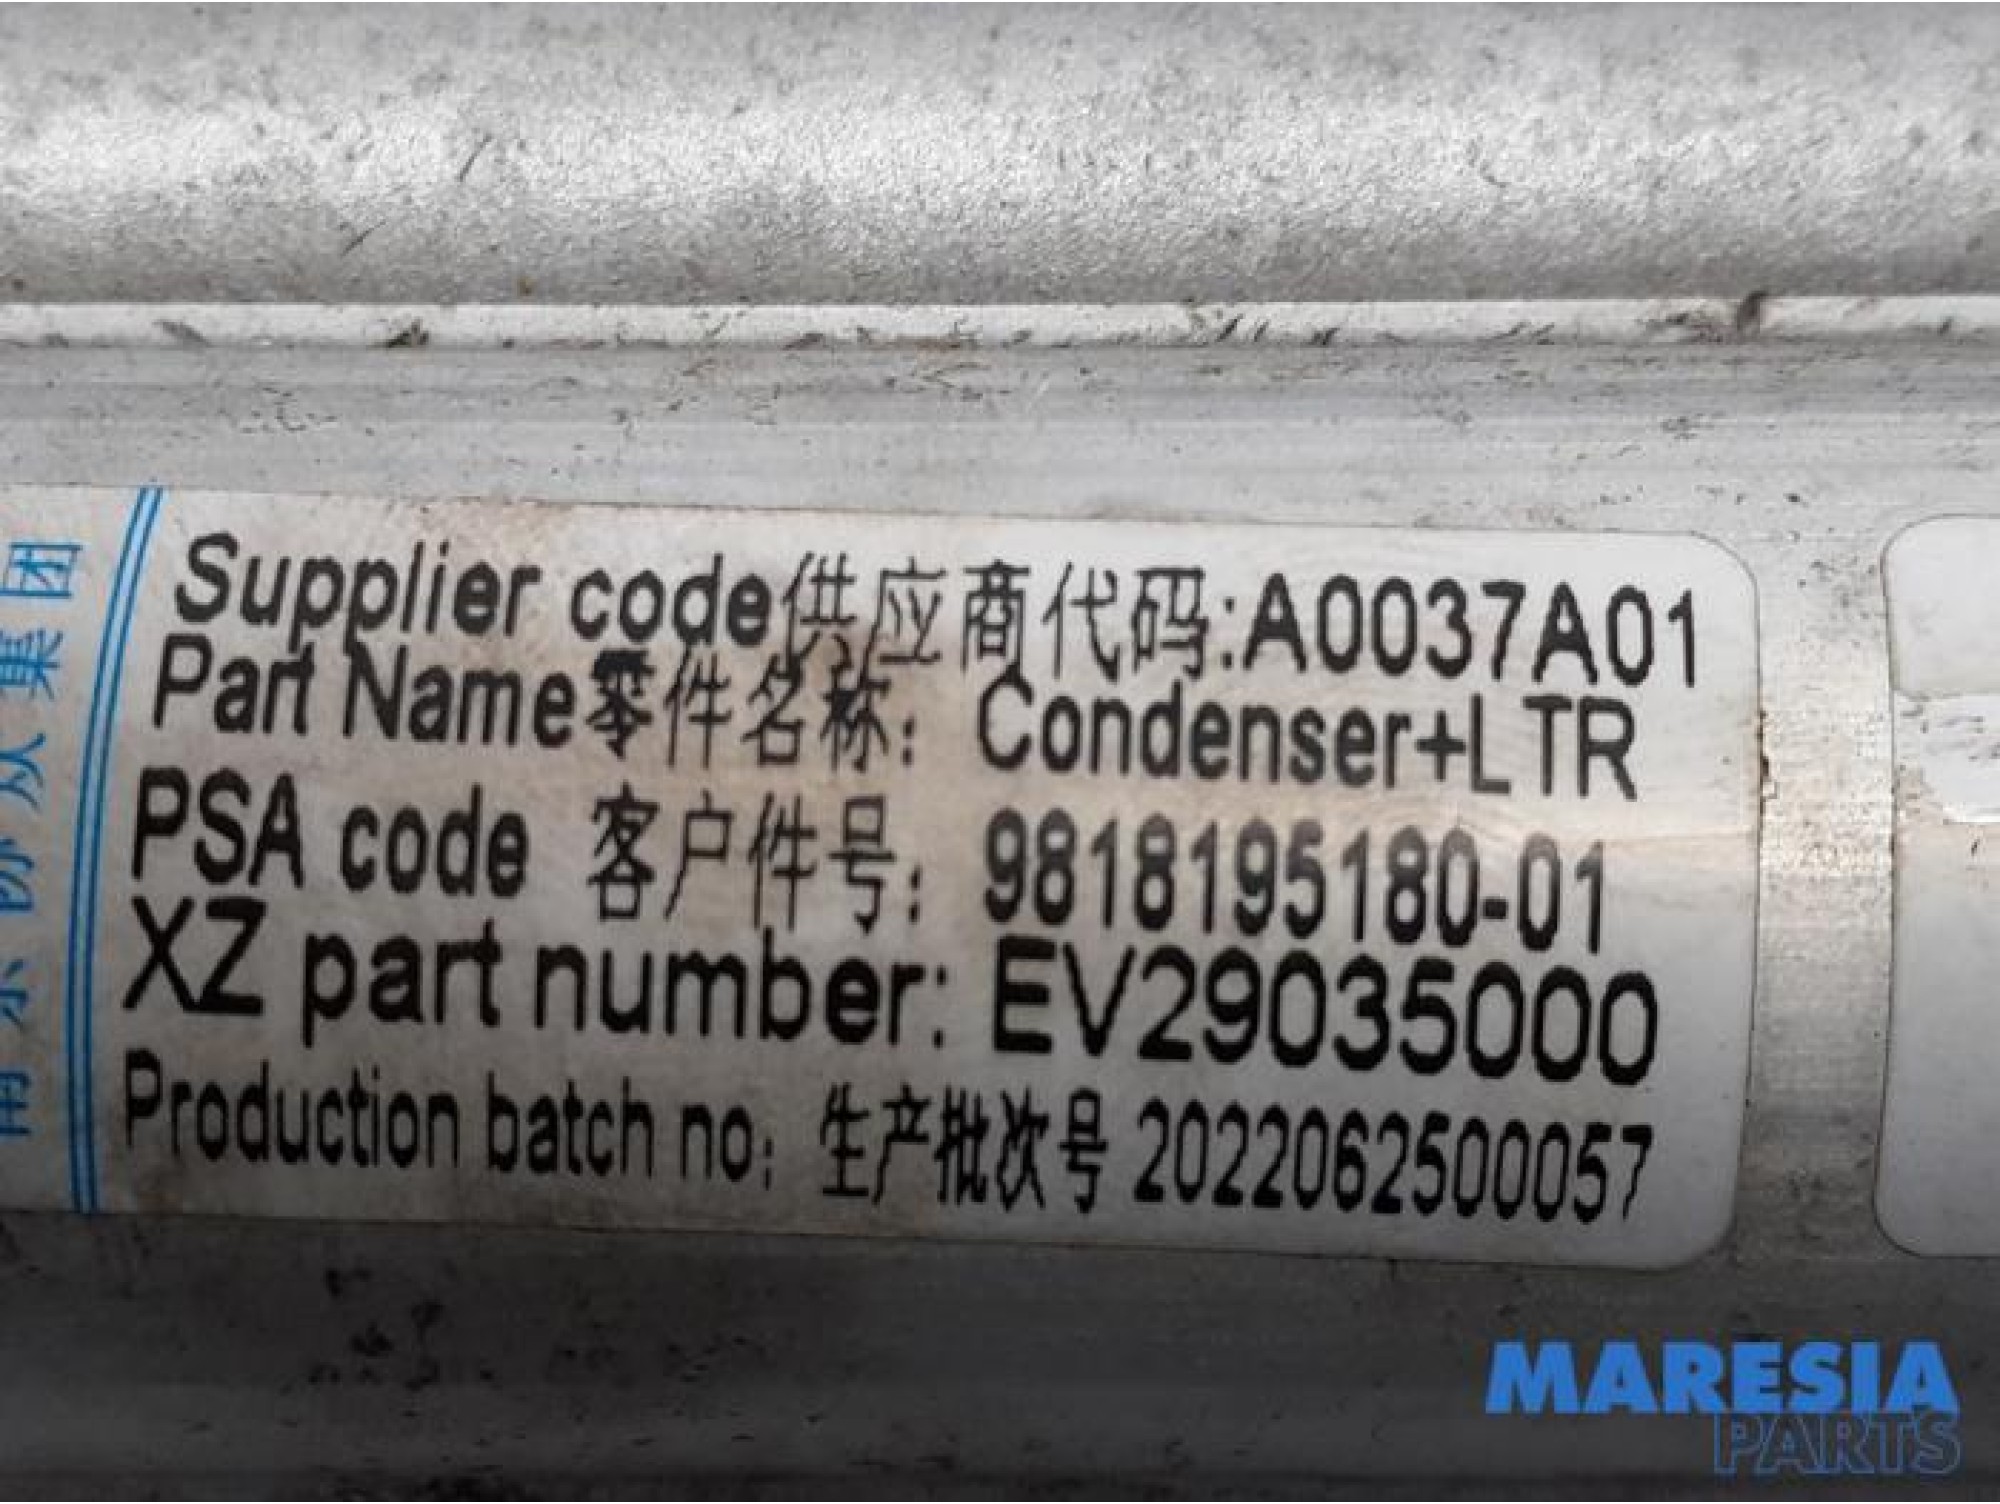 Supplier code供应商代码:A0037A01
Part Name零件名称: Condenser+LTR
PSA code 客户件号: 9818195180-01
XZ part number: EV29035000
Production batch no: 生产批次号 2022062500057
集团
MARESIA
PARTS